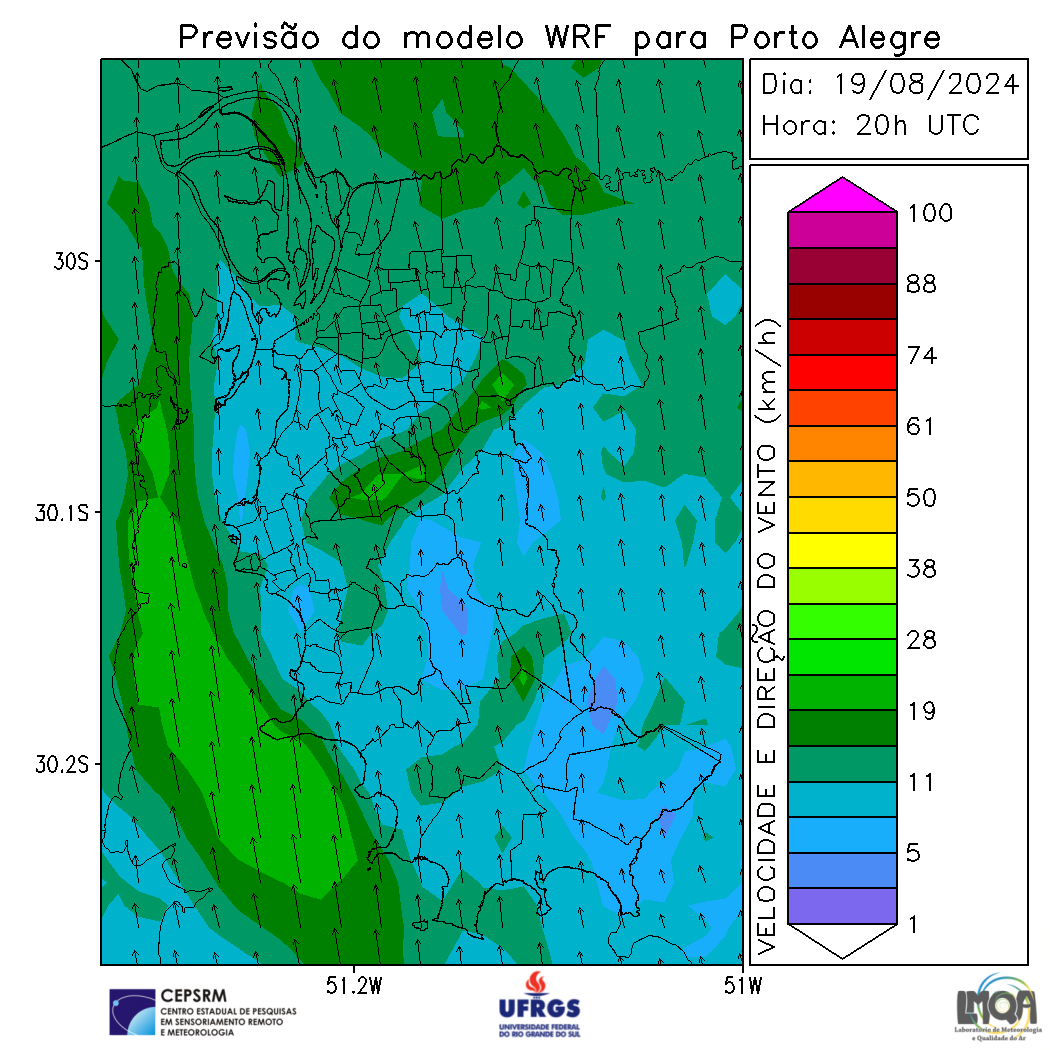 Previsão do modelo WRF para Porto Alegre
Dia: 19/08/2024
Hora: 20h UTC
VELOCIDADE E DIREÇÃO DO VENTO (km/h)
100
88
74
61
50
38
28
19
11
5
1
30S
30.1S
30.2S
51.2W
51W
CEPSRM
CENTRO ESTADUAL DE PESQUISAS
EM SENSORIAMENTO REMOTO
E METEOROLOGIA
UFRGS
UNIVERSIDADE FEDERAL
DO RIO GRANDE DO SUL
LMQA
Laboratório de Meteorologia
e Qualidade do Ar